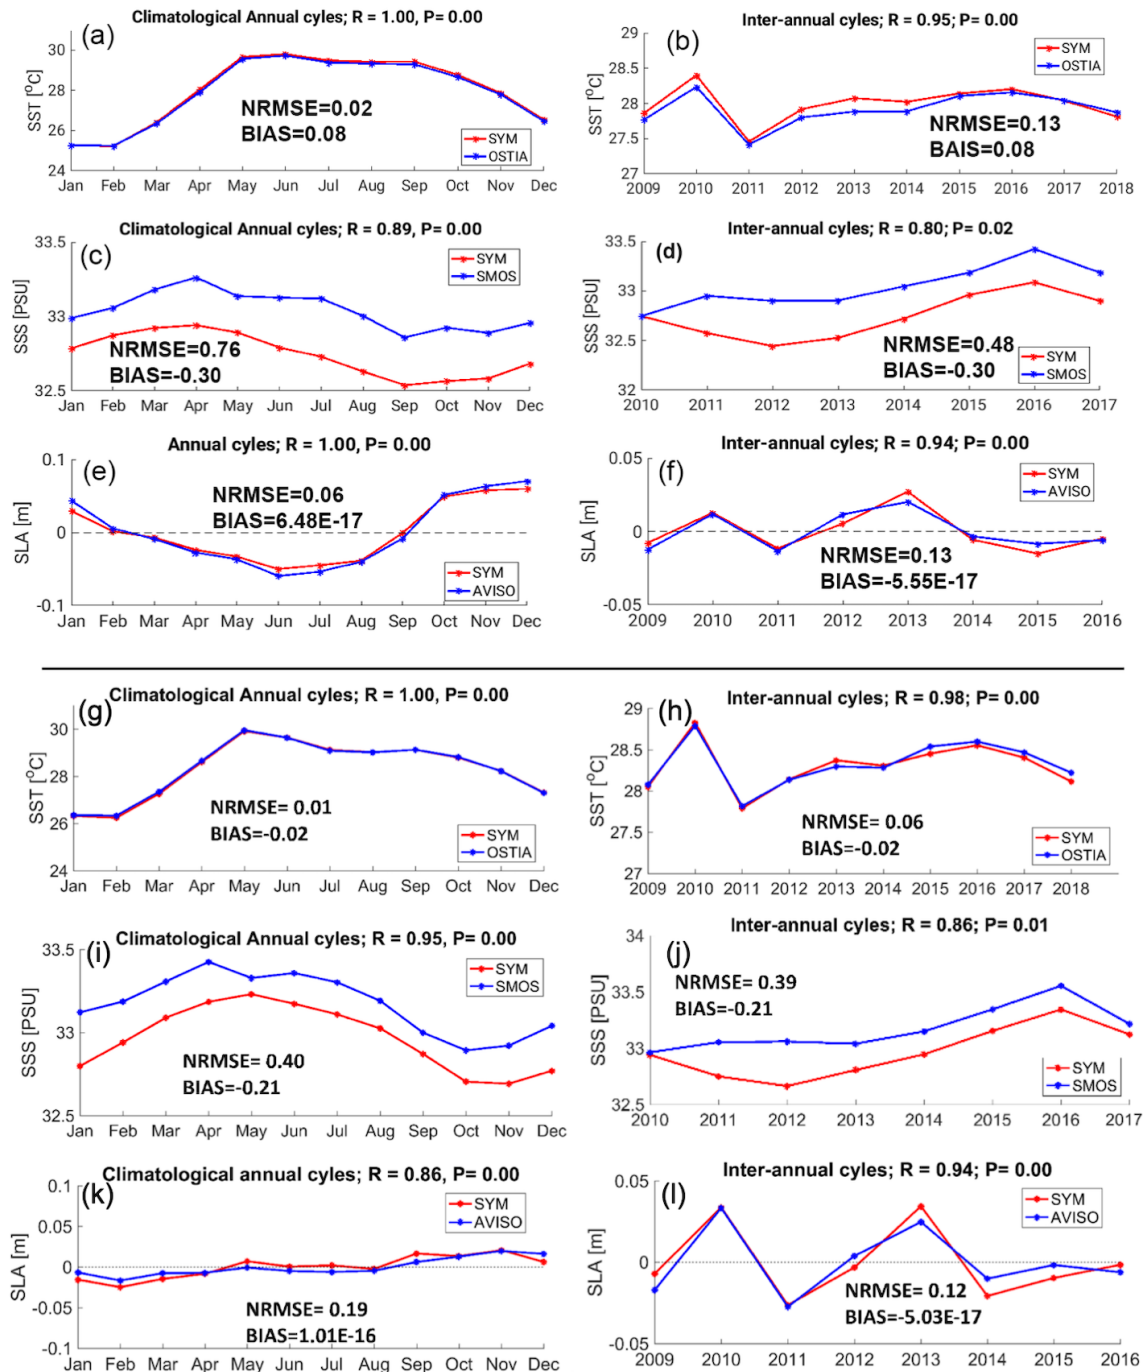 Climatological Annual cyles; R = 1.00, P= 0.00
(a)
SST [°C]
30
28
26
24
NRMSE=0.02
BIAS=0.08
SYM
OSTIA
Jan Feb Mar Apr May Jun Jul Aug Sep Oct Nov Dec
Inter-annual cyles; R = 0.95; P= 0.00
(b)
SST [°C]
29
28.5
28
27.5
27
SYM
OSTIA
NRMSE=0.13
BAIS=0.08
2009 2010 2011 2012 2013 2014 2015 2016 2017 2018
Climatological Annual cyles; R = 0.89, P= 0.00
(c)
SSS [PSU]
33.5
33
32.5
SYM
SMOS
NRMSE=0.76
BIAS=-0.30
Jan Feb Mar Apr May Jun Jul Aug Sep Oct Nov Dec
Inter-annual cyles; R = 0.80; P= 0.02
(d)
SSS [PSU]
33.5
33
32.5
32
NRMSE=0.48
BIAS=-0.30
SYM
SMOS
2010 2011 2012 2013 2014 2015 2016 2017
Annual cyles; R = 1.00, P= 0.00
(e)
SLA [m]
0.1
0
-0.1
NRMSE=0.06
BIAS=6.48E-17
SYM
AVISO
Jan Feb Mar Apr May Jun Jul Aug Sep Oct Nov Dec
Inter-annual cyles; R = 0.94; P= 0.00
(f)
SLA [m]
0.05
0
-0.05
SYM
AVISO
NRMSE=0.13
BIAS=-5.55E-17
2009 2010 2011 2012 2013 2014 2015 2016
Climatological Annual cyles; R = 1.00, P= 0.00
(g)
SST [°C]
30
28
26
24
NRMSE= 0.01
BIAS=-0.02
SYM
OSTIA
Jan Feb Mar Apr May Jun Jul Aug Sep Oct Nov Dec
Inter-annual cyles; R = 0.98; P= 0.00
(h)
SST [°C]
29
28.5
28
27.5
27
NRMSE= 0.06
BIAS=-0.02
SYM
OSTIA
2009 2010 2011 2012 2013 2014 2015 2016 2017 2018
Climatological Annual cyles; R = 0.95, P= 0.00
(i)
SSS [PSU]
33.5
33
32.5
SYM
SMOS
NRMSE= 0.40
BIAS=-0.21
Jan Feb Mar Apr May Jun Jul Aug Sep Oct Nov Dec
Inter-annual cyles; R = 0.86; P= 0.01
(j)
SSS [PSU]
34
33.5
33
32.5
NRMSE= 0.39
BIAS=-0.21
SYM
SMOS
2010 2011 2012 2013 2014 2015 2016 2017
Climatological annual cyles; R = 0.86, P= 0.00
(k)
SLA [m]
0.1
0.05
0
-0.05
-0.1
SYM
AVISO
NRMSE= 0.19
BIAS=1.01E-16
Jan Feb Mar Apr May Jun Jul Aug Sep Oct Nov Dec
Inter-annual cyles; R = 0.94; P= 0.00
(l)
SLA [m]
0.05
0
-0.05
SYM
AVISO
NRMSE= 0.12
BIAS=-5.03E-17
2009 2010 2011 2012 2013 2014 2015 2016